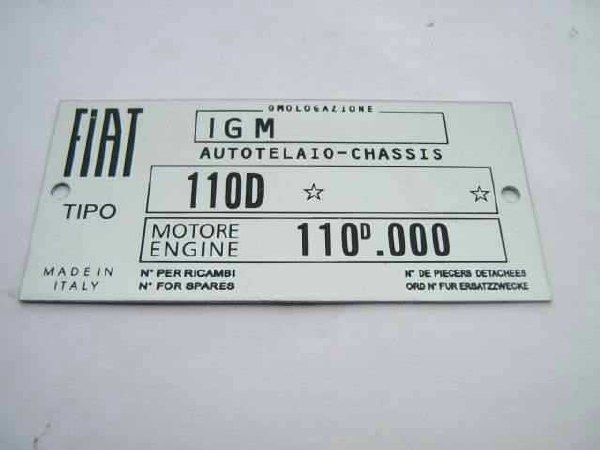 FIAT
OMOLOGAZIONE
IGM
AUTOTELAIO-CHASSIS
TIPO
110D ☆ ☆
MOTORE
ENGINE
110D.000
MADE IN
ITALY
N° PER RICAMBI
N° FOR SPARES
N° DE PIECERS DETACHEES
ORD N° FUR ERSATZZWECKE